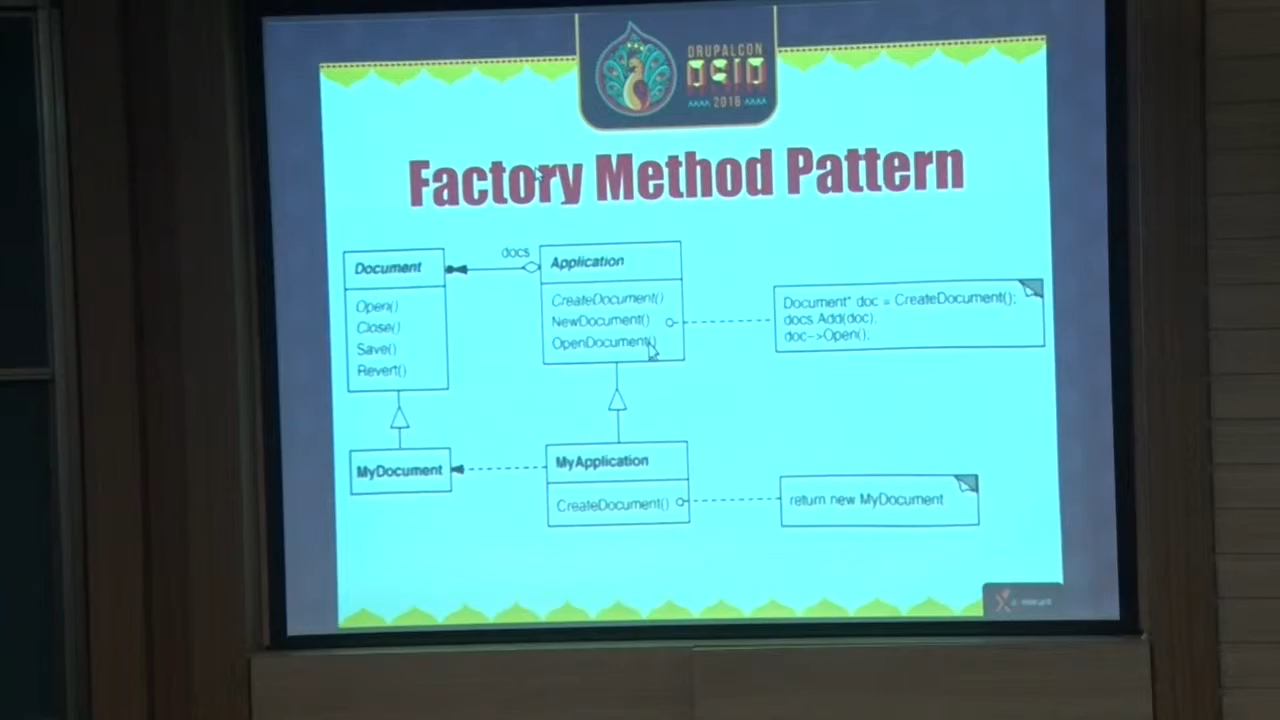 DRUPALCON
2016
Factory Method Pattern
docs
Document
Open()
Close()
Save()
Revert()
Application
CreateDocument()
NewDocument()
OpenDocument()
Document* doc = CreateDocument();
docs.Add(doc);
doc->Open();
MyDocument
MyApplication
CreateDocument()
return new MyDocument